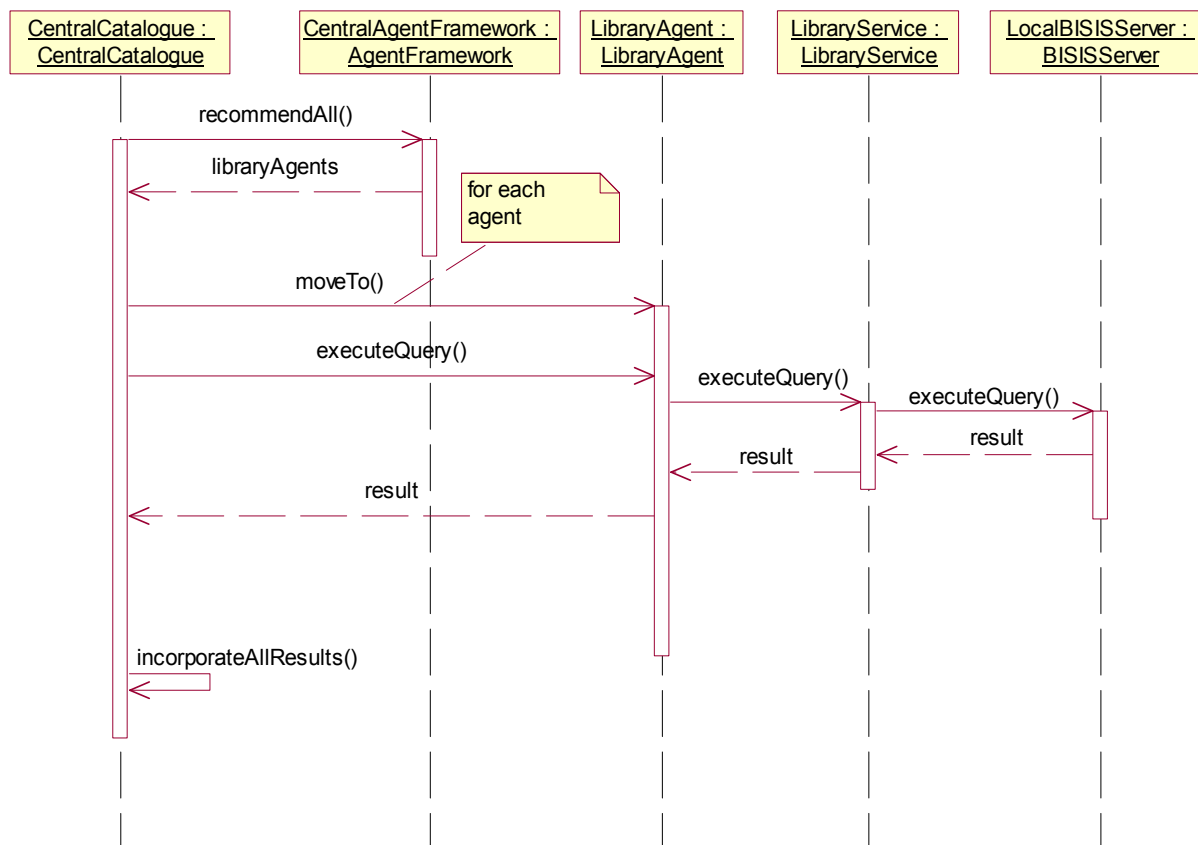 CentralCatalogue :
CentralCatalogue
CentralAgentFramework :
AgentFramework
LibraryAgent :
LibraryAgent
LibraryService :
LibraryService
LocalBISISServer :
BISISServer
recommendAll()
libraryAgents
for each
agent
moveTo()
executeQuery()
executeQuery()
executeQuery()
result
result
result
incorporateAllResults()